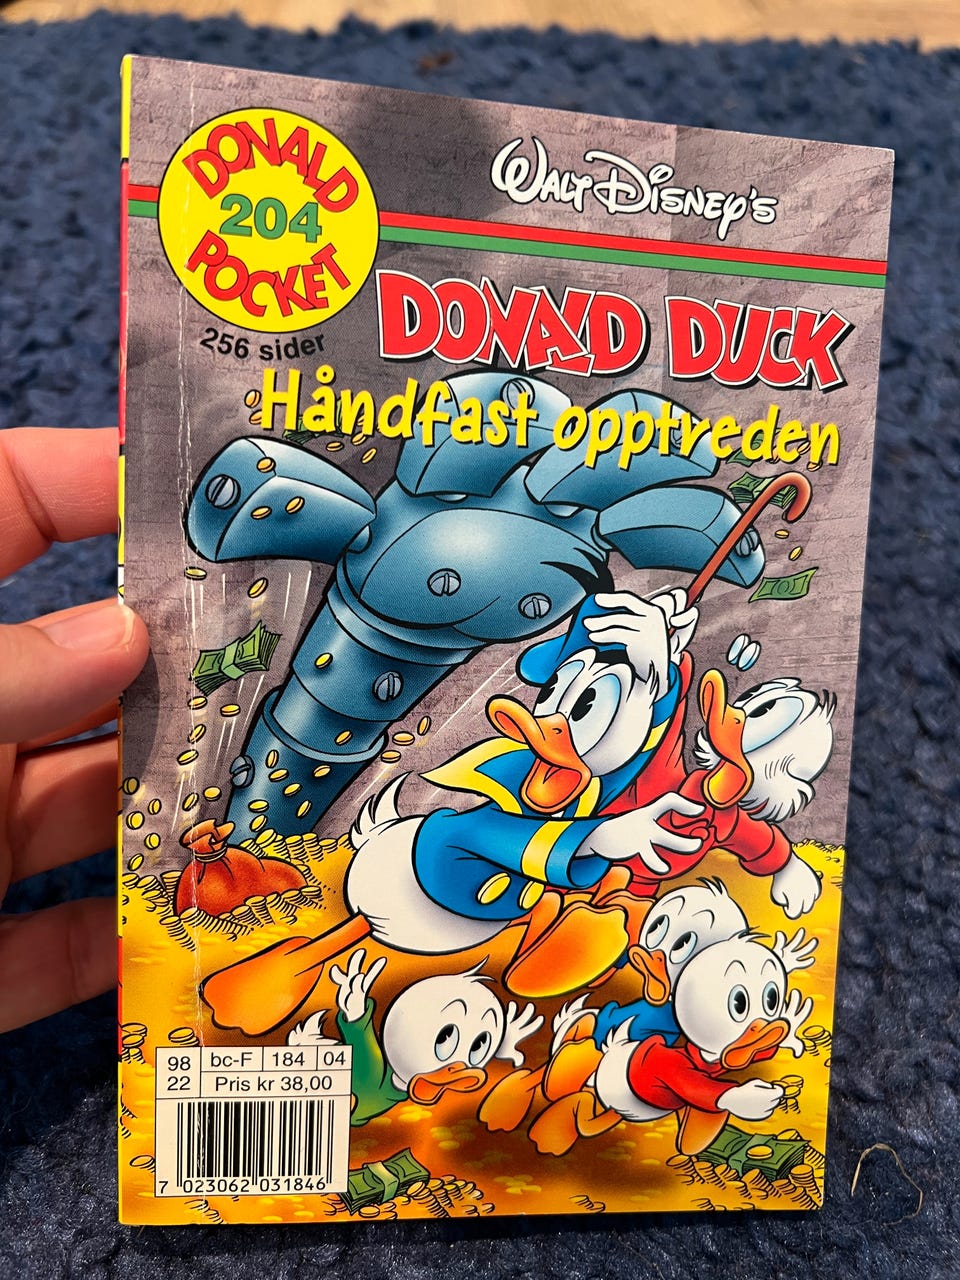 WALT DISNEY'S
DONALD
204
POCKET
256 sider
DONALD DUCK
Håndfast opptreden
98 bc-F 184 04
22 Pris kr 38,00
7 023062 031846